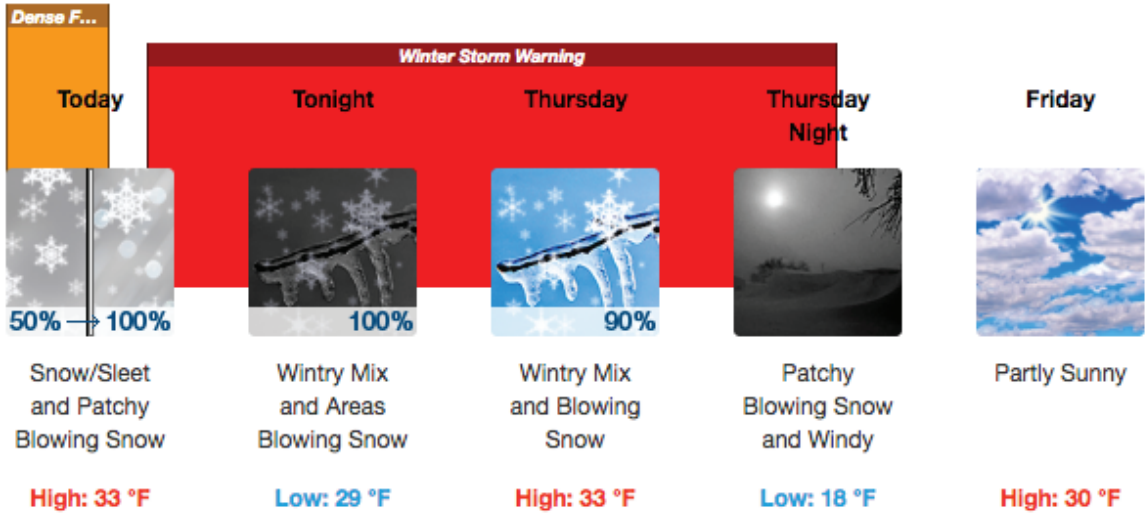 Dense F...
Winter Storm Warning
Today
Tonight
Thursday
Thursday
Night
Friday
50% → 100%
100%
90%
Snow/Sleet
and Patchy
Blowing Snow
Wintry Mix
and Areas
Blowing Snow
Wintry Mix
and Blowing
Snow
Patchy
Blowing Snow
and Windy
Partly Sunny
High: 33 °F
Low: 29 °F
High: 33 °F
Low: 18 °F
High: 30 °F